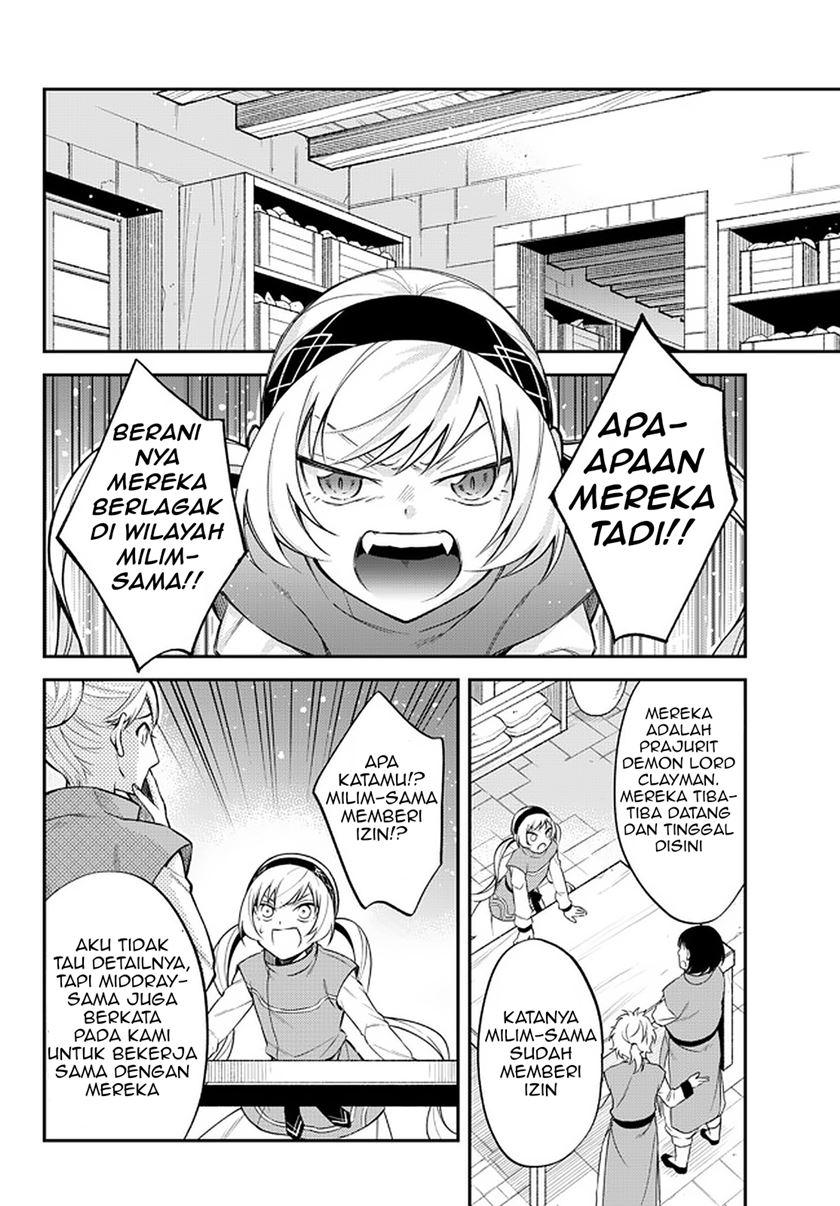 APA-
APAAN
MEREKA
TADI!!
BERANI
NYA
MEREKA
BERLAGAK
DI WILAYAH
MILIM-
SAMA!!
MEREKA
ADALAH
PRAJURIT
DEMON LORD
CLAYMAN.
MEREKA TIBA-
TIBA DATANG
DAN TINGGAL
DISINI
KATANYA
MILIM-SAMA
SUDAH
MEMBERI
IZIN
APA
KATAMU!?
MILIM-SAMA
MEMBERI
IZIN!?
AKU TIDAK
TAU DETAILNYA,
TAPI MIDDRAY-
SAMA JUGA
BERKATA
PADA KAMI
UNTUK BEKERJA
SAMA DENGAN
MEREKA